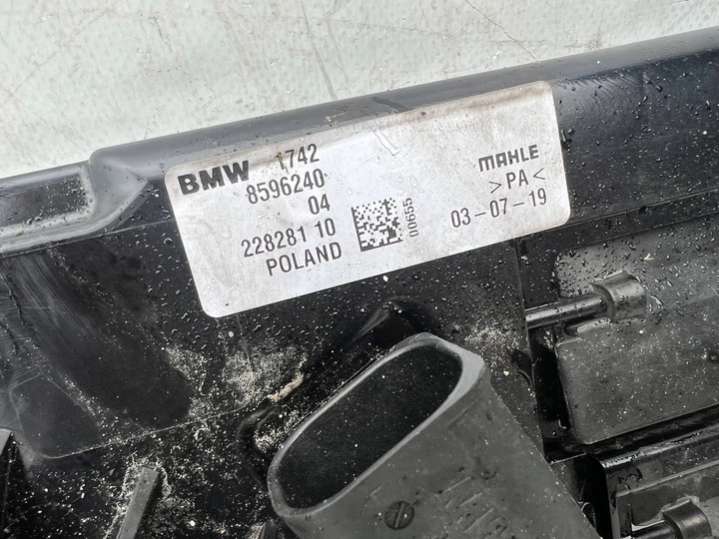 BMW 1742
8596240
04
228281 10
POLAND
00655
MAHLE
>PA<
03-07-19